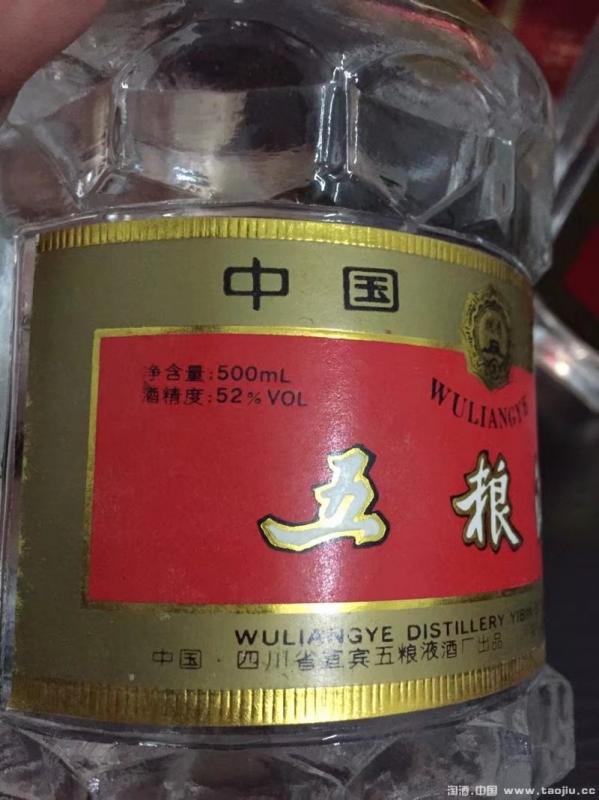 中国
净含量:500mL
酒精度:52%VOL
WULIANGYE
五粮
WULIANGYE DISTILLERY
中国·四川省宜宾五粮液酒厂出品
淘酒.中国 www.taojiu.cc